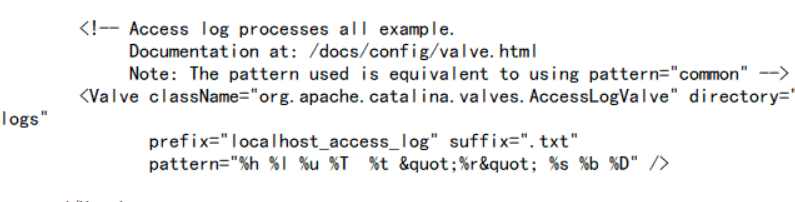 <!-- Access log processes all example.
Documentation at: /docs/config/valve.html
Note: The pattern used is equivalent to using pattern="common" -->
<Valve className="org.apache.catalina.valves.AccessLogValve" directory="
logs"
prefix="localhost_access_log" suffix=".txt"
pattern="%h %l %u %T  %t &quot;%r&quot; %s %b %D" />